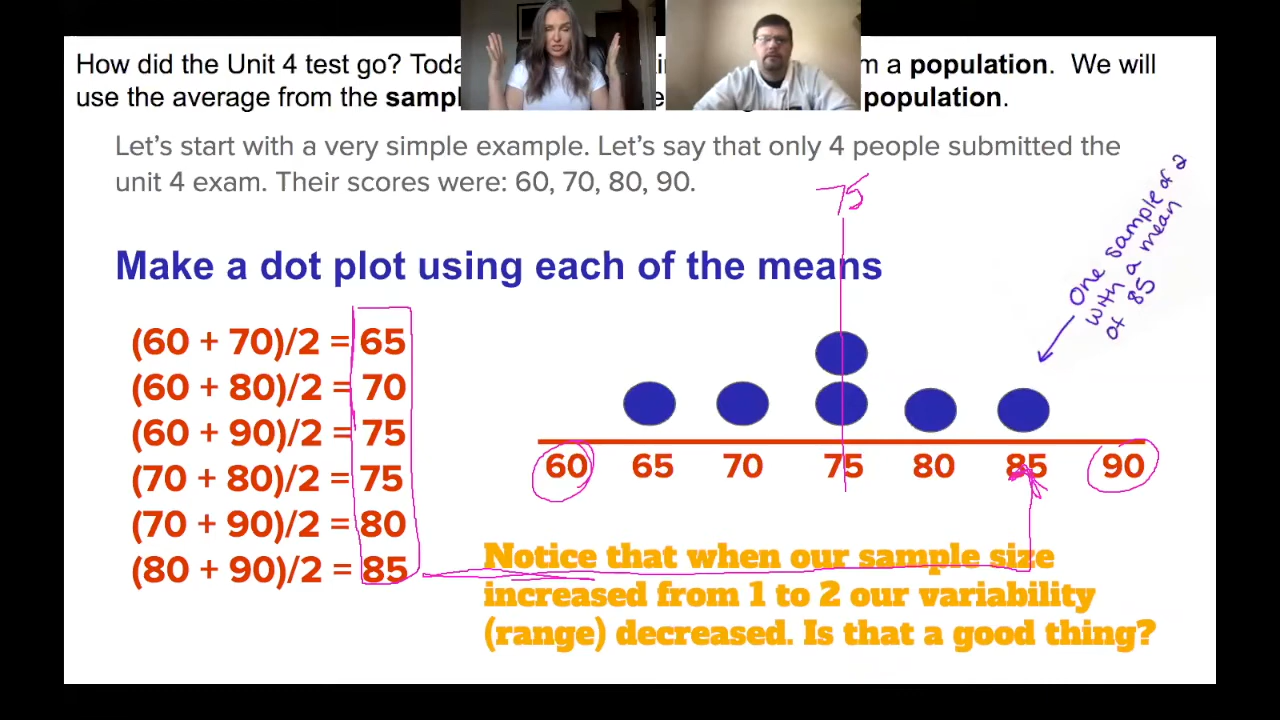 How did the Unit 4 test go? Toda m a population. We will
use the average from the sampl population.
Let's start with a very simple example. Let's say that only 4 people submitted the
unit 4 exam. Their scores were: 60, 70, 80, 90.
75
One sample of 2
with a mean
of 85
Make a dot plot using each of the means
(60 + 70)/2 = 65
(60 + 80)/2 = 70
(60 + 90)/2 = 75
(70 + 80)/2 = 75
(70 + 90)/2 = 80
(80 + 90)/2 = 85
60 65 70 75 80 85 90
Notice that when our sample size
increased from 1 to 2 our variability
(range) decreased. Is that a good thing?